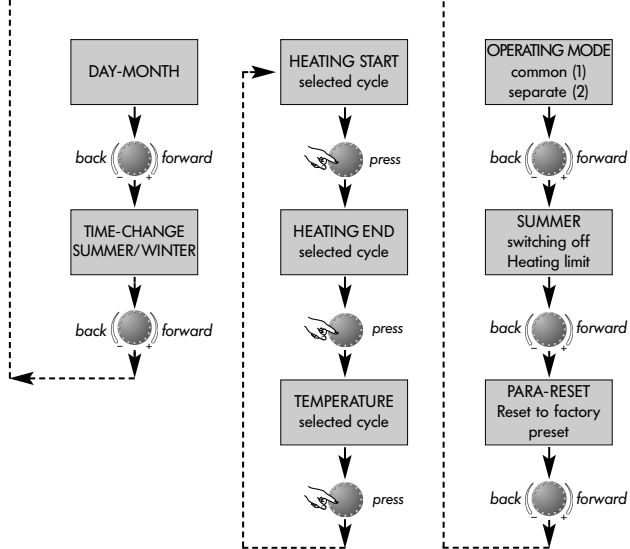 DAY-MONTH
back
forward
–
+
TIME-CHANGE
SUMMER/WINTER
back
forward
–
+
HEATING START
selected cycle
press
HEATING END
selected cycle
press
TEMPERATURE
selected cycle
press
OPERATING MODE
common (1)
separate (2)
back
forward
–
+
SUMMER
switching off
Heating limit
back
forward
–
+
PARA-RESET
Reset to factory
preset
back
forward
–
+